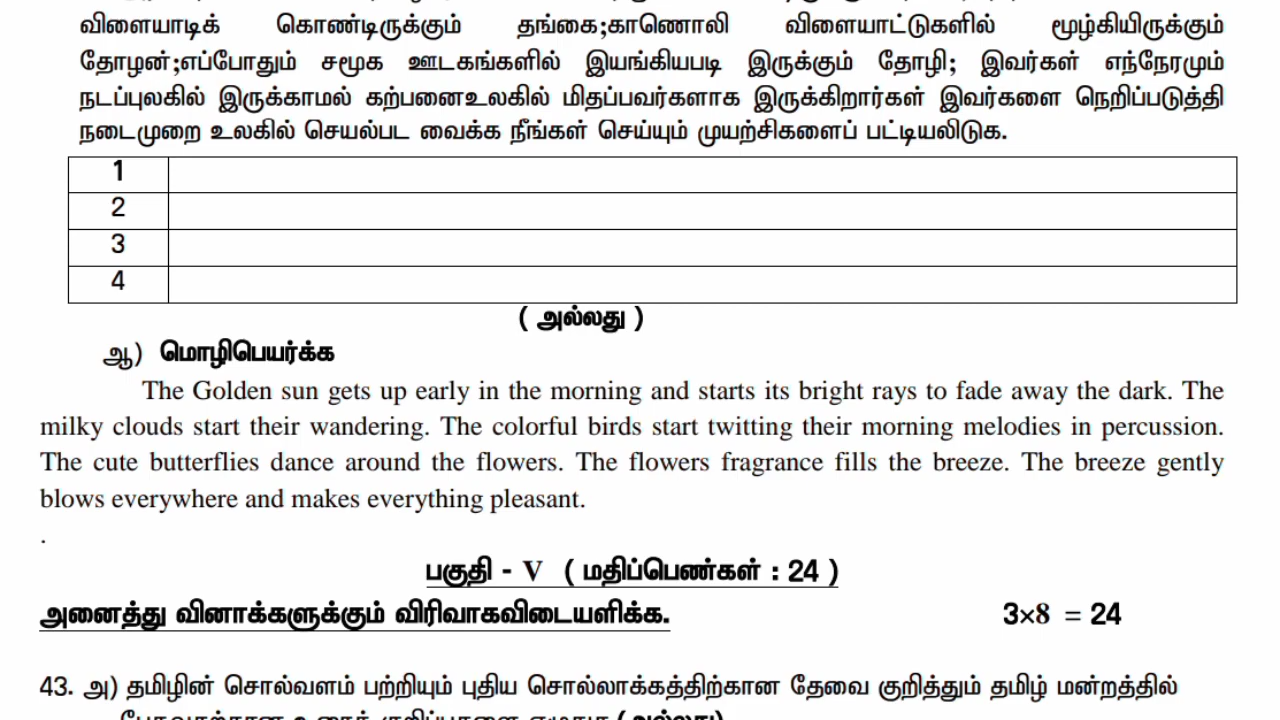 விளையாடிக் கொண்டிருக்கும் தங்கை;காணொலி விளையாட்டுகளில் மூழ்கியிருக்கும்
தோழன்;எப்போதும் சமூக ஊடகங்களில் இயங்கியபடி இருக்கும் தோழி; இவர்கள் எந்நேரமும்
நடப்புலகில் இருக்காமல் கற்பனைஉலகில் மிதப்பவர்களாக இருக்கிறார்கள் இவர்களை நெறிப்படுத்தி
நடைமுறை உலகில் செயல்பட வைக்க நீங்கள் செய்யும் முயற்சிகளைப் பட்டியலிடுக.
1
2
3
4
( அல்லது )
ஆ) மொழிபெயர்க்க
The Golden sun gets up early in the morning and starts its bright rays to fade away the dark. The
milky clouds start their wandering. The colorful birds start twitting their morning melodies in percussion.
The cute butterflies dance around the flowers. The flowers fragrance fills the breeze. The breeze gently
blows everywhere and makes everything pleasant.
.
பகுதி - V ( மதிப்பெண்கள் : 24 )
அனைத்து வினாக்களுக்கும் விரிவாகவிடையளிக்க. 3×8 = 24
43. அ) தமிழின் சொல்வளம் பற்றியும் புதிய சொல்லாக்கத்திற்கான தேவை குறித்தும் தமிழ் மன்றத்தில்
(அல்லது)